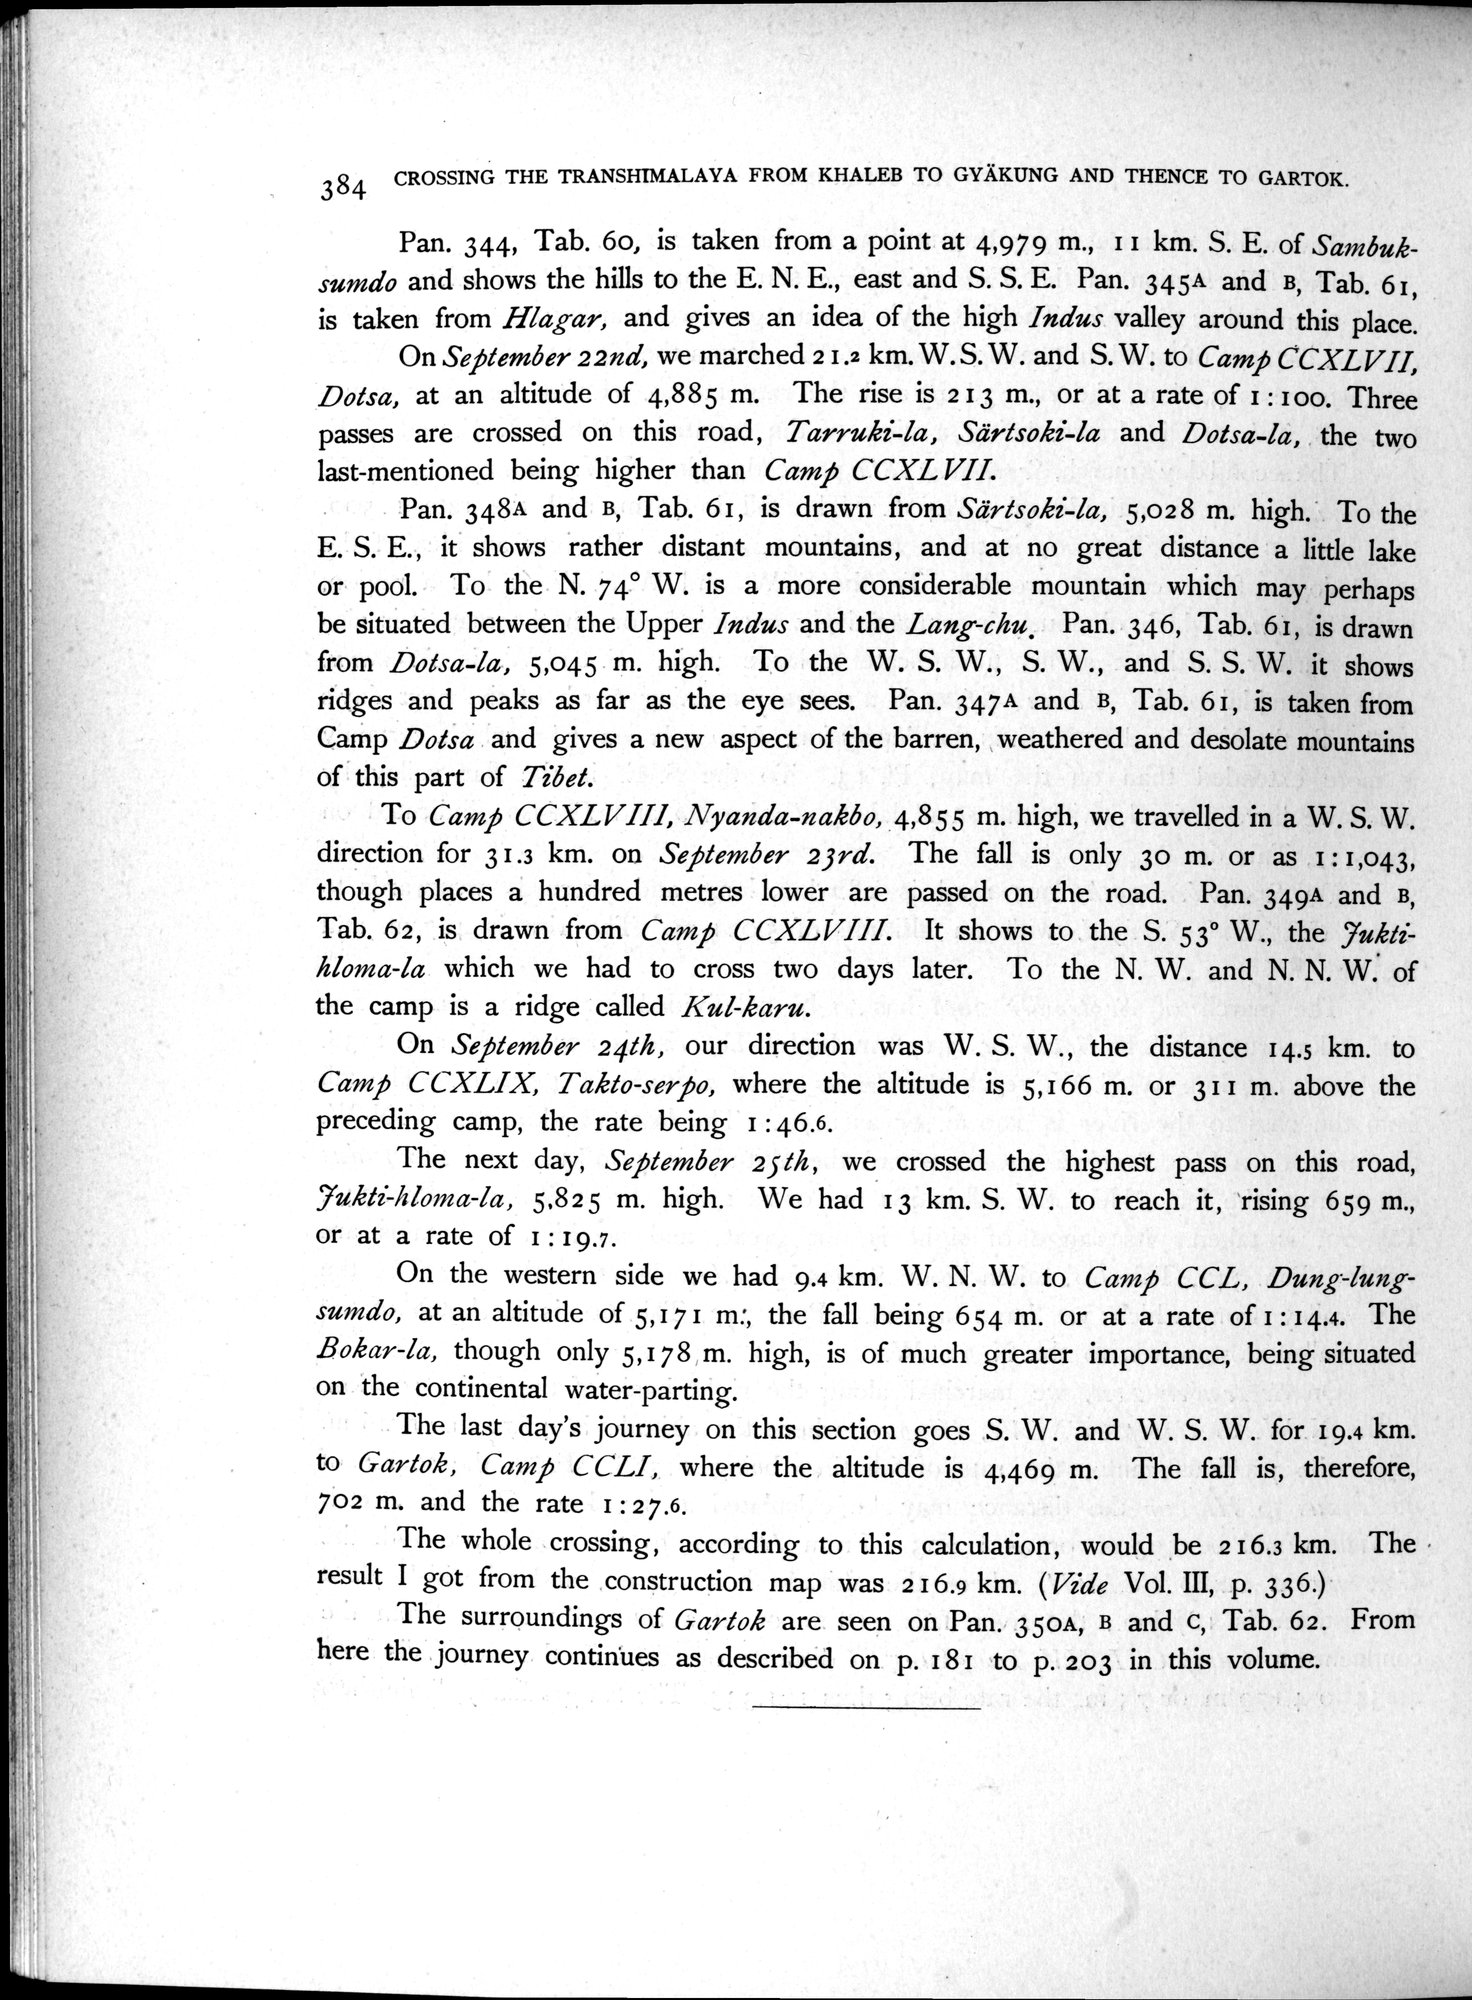 384 CROSSING THE TRANSHIMALAYA FROM KHALEB TO GYÄKUNG AND THENCE TO GARTOK.
Pan. 344, Tab. 60, is taken from a point at 4,979 m., 11 km. S. E. of Sambuk-
sumdo and shows the hills to the E. N. E., east and S. S. E. Pan. 345A and B, Tab. 61,
is taken from Hlagar, and gives an idea of the high Indus valley around this place.
On September 22nd, we marched 21.2 km. W. S. W. and S. W. to Camp CCXLVII,
Dotsa, at an altitude of 4,885 m. The rise is 213 m., or at a rate of 1:100. Three
passes are crossed on this road, Tarruki-la, Särtsoki-la and Dotsa-la, the two
last-mentioned being higher than Camp CCXLVII.
Pan. 348A and B, Tab. 61, is drawn from Särtsoki-la, 5,028 m. high. To the
E. S. E., it shows rather distant mountains, and at no great distance a little lake
or pool. To the N. 74° W. is a more considerable mountain which may perhaps
be situated between the Upper Indus and the Lang-chu. Pan. 346, Tab. 61, is drawn
from Dotsa-la, 5,045 m. high. To the W. S. W., S. W., and S. S. W. it shows
ridges and peaks as far as the eye sees. Pan. 347A and B, Tab. 61, is taken from
Camp Dotsa and gives a new aspect of the barren, weathered and desolate mountains
of this part of Tibet.
To Camp CCXLVIII, Nyanda-nakbo, 4,855 m. high, we travelled in a W. S. W.
direction for 31.3 km. on September 23rd. The fall is only 30 m. or as 1:1,043,
though places a hundred metres lower are passed on the road. Pan. 349A and B,
Tab. 62, is drawn from Camp CCXLVIII. It shows to the S. 53° W., the Jukti-
hloma-la which we had to cross two days later. To the N. W. and N. N. W. of
the camp is a ridge called Kul-karu.
On September 24th, our direction was W. S. W., the distance 14.5 km. to
Camp CCXLIX, Takto-serpo, where the altitude is 5,166 m. or 311 m. above the
preceding camp, the rate being 1:46.6.
The next day, September 25th, we crossed the highest pass on this road,
Jukti-hloma-la, 5,825 m. high. We had 13 km. S. W. to reach it, rising 659 m.,
or at a rate of 1:19.7.
On the western side we had 9.4 km. W. N. W. to Camp CCL, Dung-lung-
sumdo, at an altitude of 5,171 m., the fall being 654 m. or at a rate of 1:14.4. The
Bokar-la, though only 5,178 m. high, is of much greater importance, being situated
on the continental water-parting.
The last day's journey on this section goes S. W. and W. S. W. for 19.4 km.
to Gartok, Camp CCLI, where the altitude is 4,469 m. The fall is, therefore,
702 m. and the rate 1:27.6.
The whole crossing, according to this calculation, would be 216.3 km. The
result I got from the construction map was 216.9 km. (Vide Vol. III, p. 336.)
The surroundings of Gartok are seen on Pan. 350A, B and C, Tab. 62. From
here the journey continues as described on p. 181 to p. 203 in this volume.